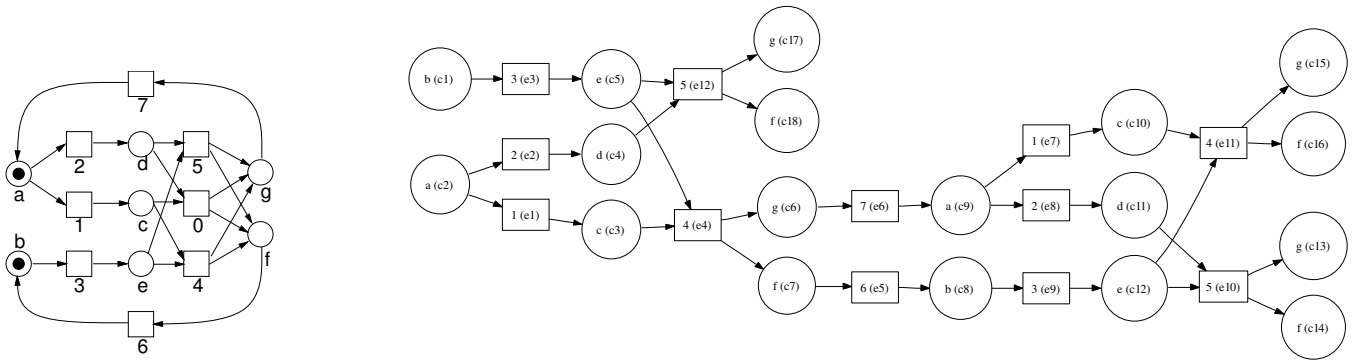 7
2
d
5
a
g
1
c
0
b
f
3
e
4
6
b (c1)
3 (e3)
e (c5)
5 (e12)
g (c17)
f (c18)
a (c2)
2 (e2)
d (c4)
1 (e1)
c (c3)
4 (e4)
g (c6)
7 (e6)
a (c9)
1 (e7)
c (c10)
4 (e11)
g (c15)
f (c16)
2 (e8)
d (c11)
f (c7)
6 (e5)
b (c8)
3 (e9)
e (c12)
5 (e10)
g (c13)
f (c14)